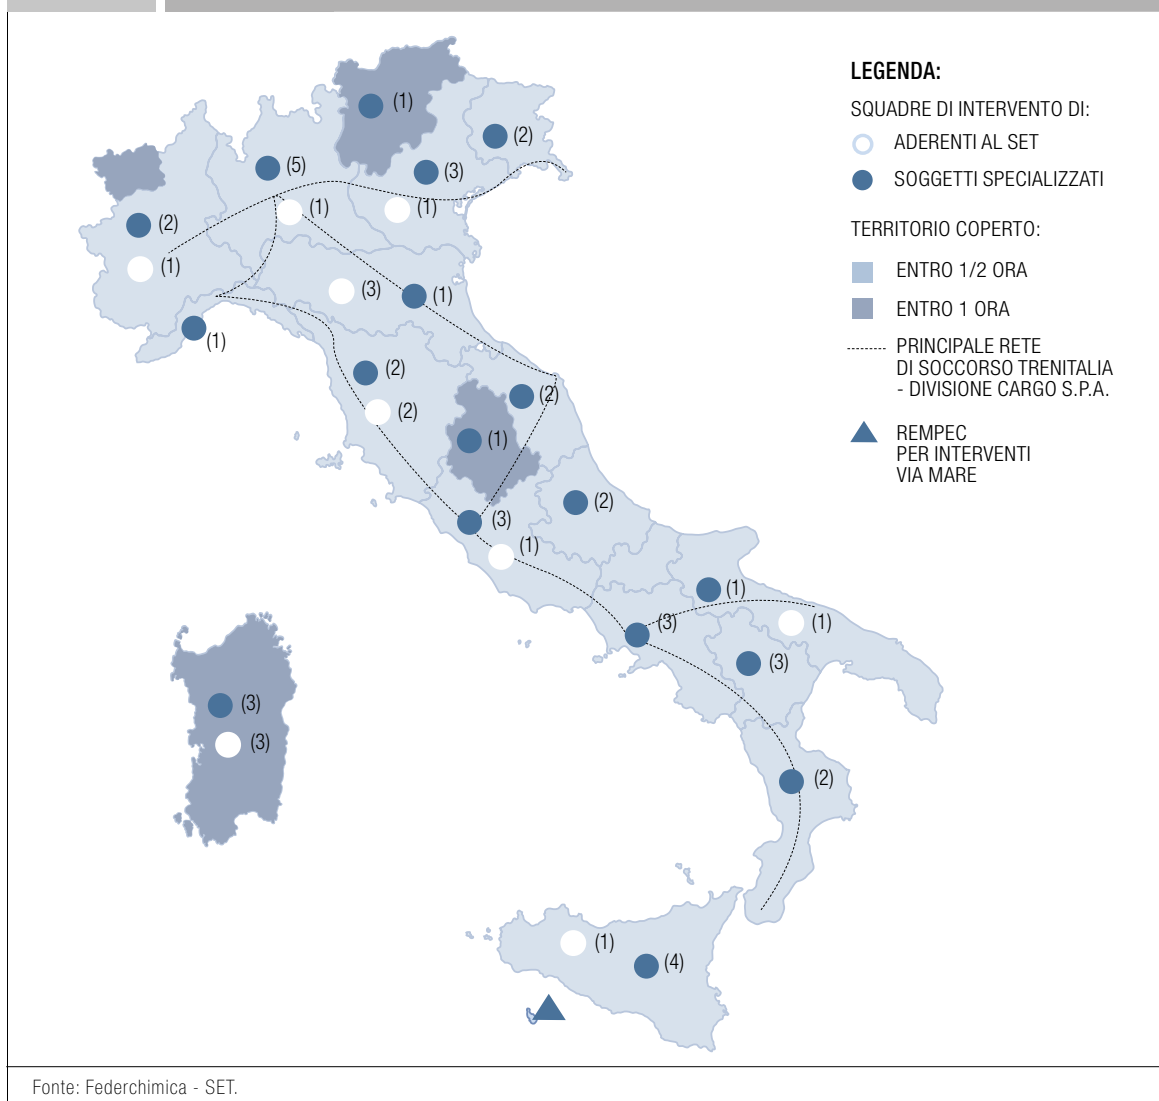 LEGENDA:
SQUADRE DI INTERVENTO DI:
ADERENTI AL SET
SOGGETTI SPECIALIZZATI
TERRITORIO COPERTO:
ENTRO 1/2 ORA
ENTRO 1 ORA
PRINCIPALE RETE
DI SOCCORSO TRENITALIA
- DIVISIONE CARGO S.P.A.
REMPEC
PER INTERVENTI
VIA MARE
(1)
(2)
(5)
(3)
(1)
(1)
(2)
(1)
(3)
(1)
(1)
(2)
(2)
(2)
(1)
(2)
(3)
(1)
(1)
(3)
(1)
(3)
(3)
(3)
(2)
(1)
(4)
Fonte: Federchimica - SET.